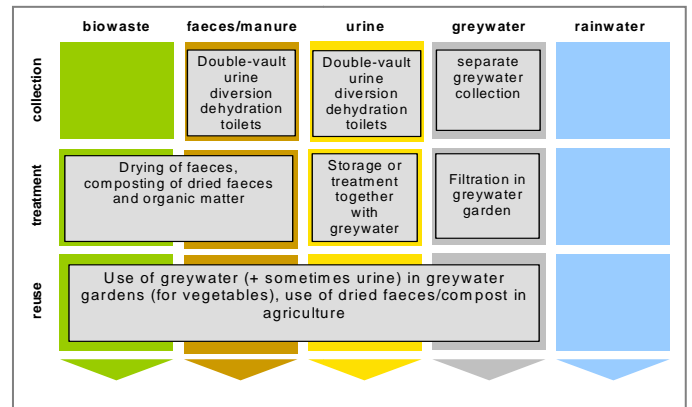 biowaste
faeces/manure
urine
greywater
rainwater
collection
Double-vault
urine
diversion
dehydration
toilets
Double-vault
urine
diversion
dehydration
toilets
separate
greywater
collection
treatment
Drying of faeces,
composting of dried faeces
and organic matter
Storage or
treatment
together
with
greywater
Filtration in
greywater
garden
reuse
Use of greywater (+ sometimes urine) in greywater
gardens (for vegetables), use of dried faeces/compost in
agriculture